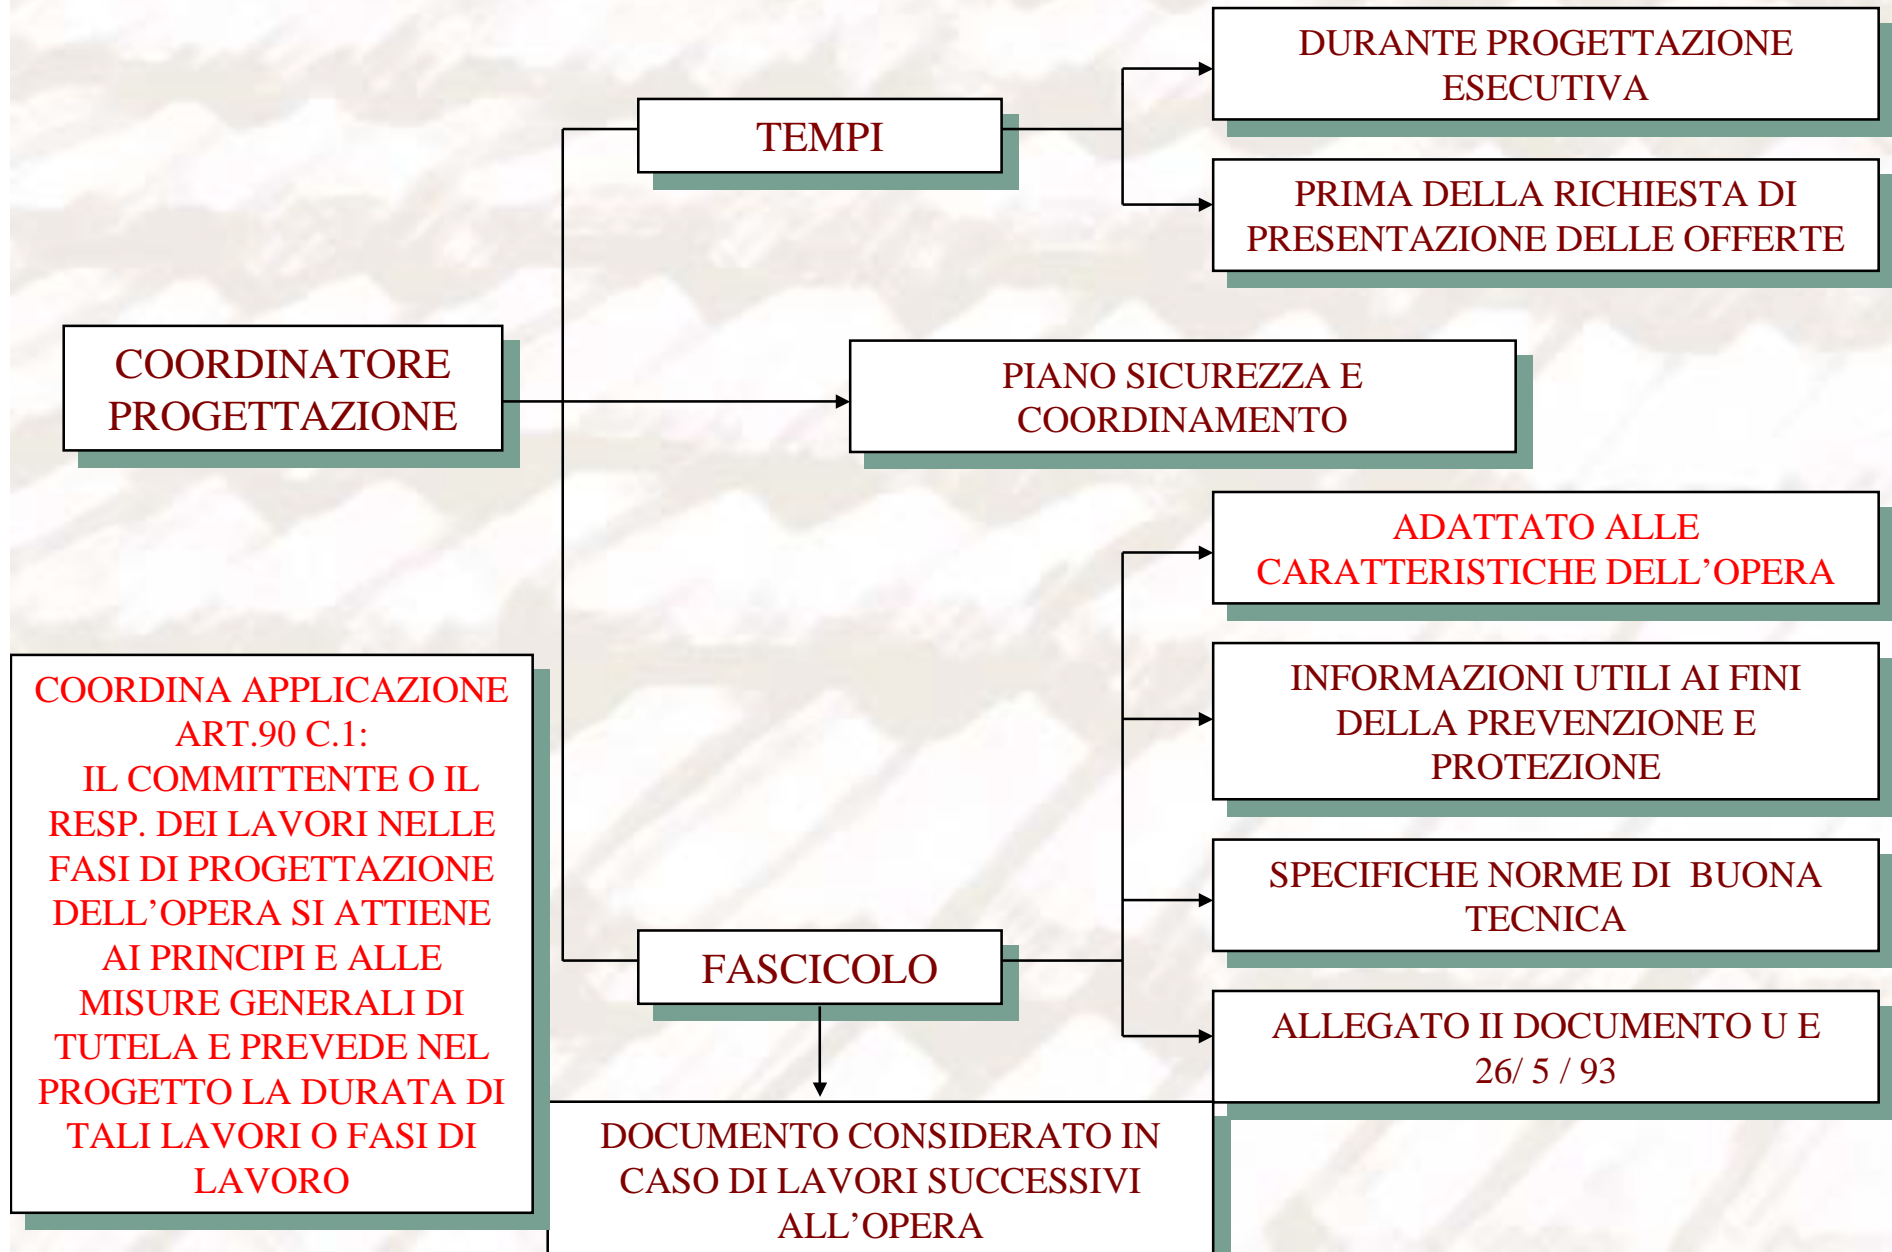 DURANTE PROGETTAZIONE
ESECUTIVA
TEMPI
PRIMA DELLA RICHIESTA DI
PRESENTAZIONE DELLE OFFERTE
COORDINATORE
PROGETTAZIONE
PIANO SICUREZZA E
COORDINAMENTO
ADATTATO ALLE
CARATTERISTICHE DELL’OPERA
INFORMAZIONI UTILI AI FINI
DELLA PREVENZIONE E
PROTEZIONE
SPECIFICHE NORME DI BUONA
TECNICA
FASCICOLO
ALLEGATO II DOCUMENTO U E
26/ 5 / 93
COORDINA APPLICAZIONE
ART.90 C.1:
IL COMMITTENTE O IL
RESP. DEI LAVORI NELLE
FASI DI PROGETTAZIONE
DELL’OPERA SI ATTIENE
AI PRINCIPI E ALLE
MISURE GENERALI DI
TUTELA E PREVEDE NEL
PROGETTO LA DURATA DI
TALI LAVORI O FASI DI
LAVORO
DOCUMENTO CONSIDERATO IN
CASO DI LAVORI SUCCESSIVI
ALL’OPERA